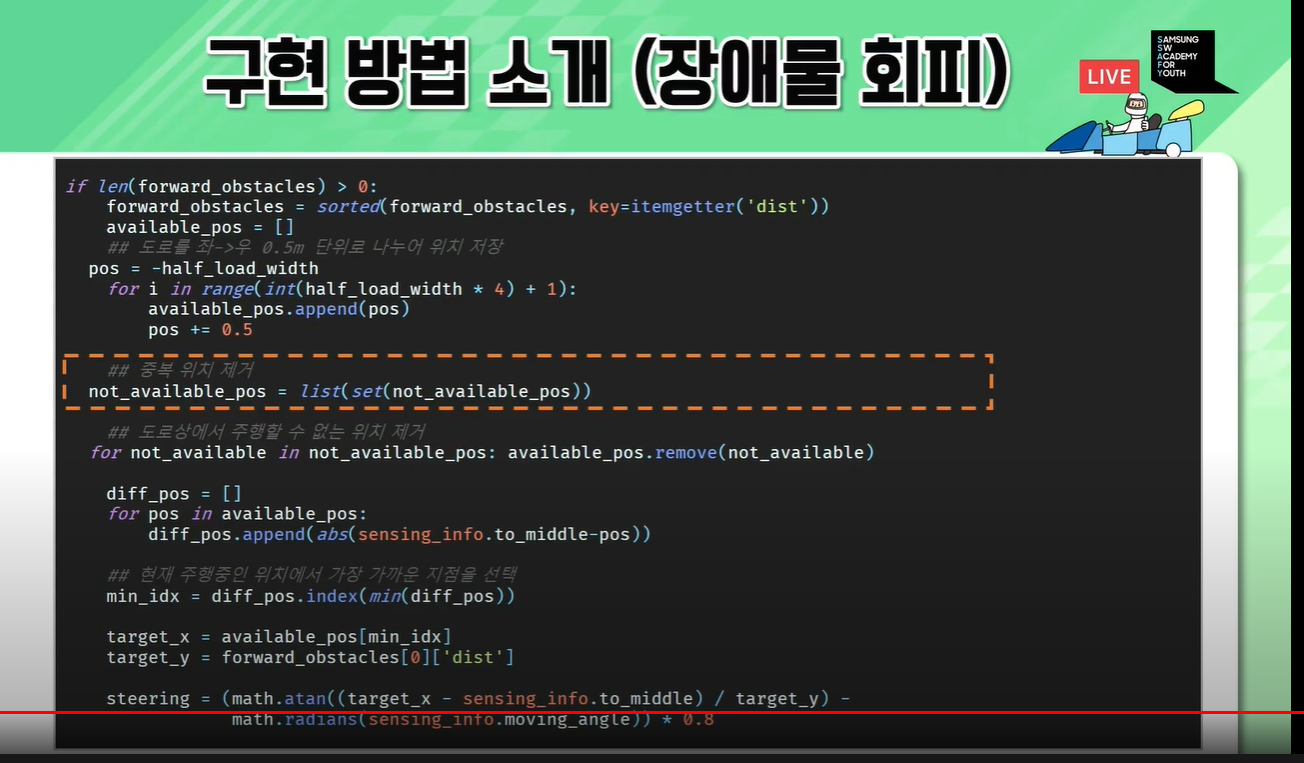 구현 방법 소개 (장애물 회피)
LIVE
SAMSUNG
SW
ACADEMY
FOR
YOUTH
if len(forward_obstacles) > 0:
forward_obstacles = sorted(forward_obstacles, key=itemgetter('dist'))
available_pos = []
## 도로를 좌->우 0.5m 단위로 나누어 위치 저장
pos = -half_load_width
for i in range(int(half_load_width * 4) + 1):
available_pos.append(pos)
pos += 0.5
## 중복 위치 제거
not_available_pos = list(set(not_available_pos))
## 도로상에서 주행할 수 없는 위치 제거
for not_available in not_available_pos: available_pos.remove(not_available)
diff_pos = []
for pos in available_pos:
diff_pos.append(abs(sensing_info.to_middle-pos))
## 현재 주행중인 위치에서 가장 가까운 지점을 선택
min_idx = diff_pos.index(min(diff_pos))
target_x = available_pos[min_idx]
target_y = forward_obstacles[0]['dist']
steering = (math.atan((target_x - sensing_info.to_middle) / target_y) -
math.radians(sensing_info.moving_angle)) * 0.8